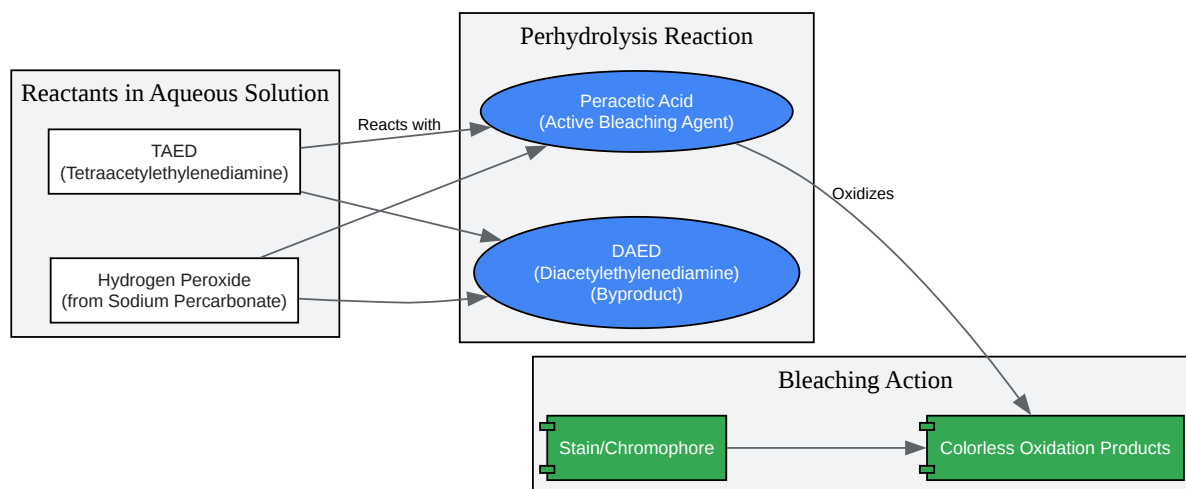 Reactants in Aqueous Solution
TAED
(Tetraacetylethylenediamine)
Hydrogen Peroxide
(from Sodium Percarbonate)
Reacts with
Perhydrolysis Reaction
Peracetic Acid
(Active Bleaching Agent)
DAED
(Diacetylethylenediamine)
(Byproduct)
Oxidizes
Bleaching Action
Stain/Chromophore
Colorless Oxidation Products